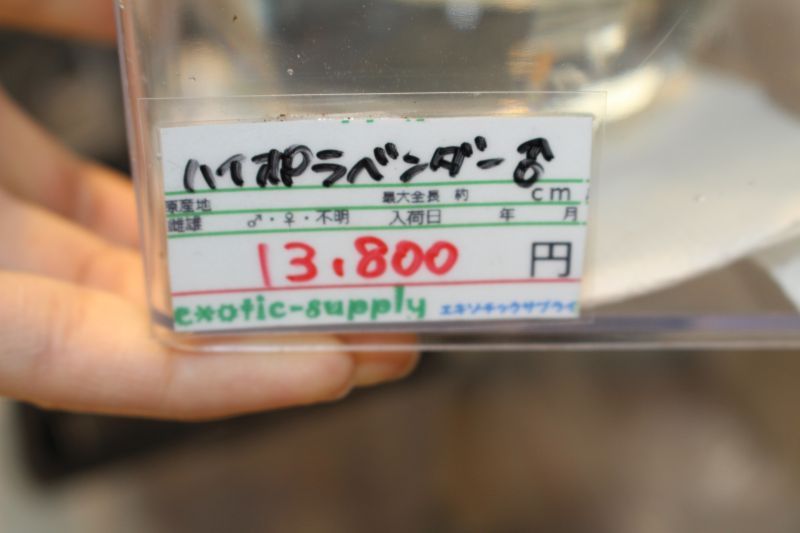 ハイポラベンダー♂
原産地 最大全長 約 cm
雌雄 ♂・♀・不明 入荷日 年 月
13,800 円
exotic-supply エキゾチックサプライ